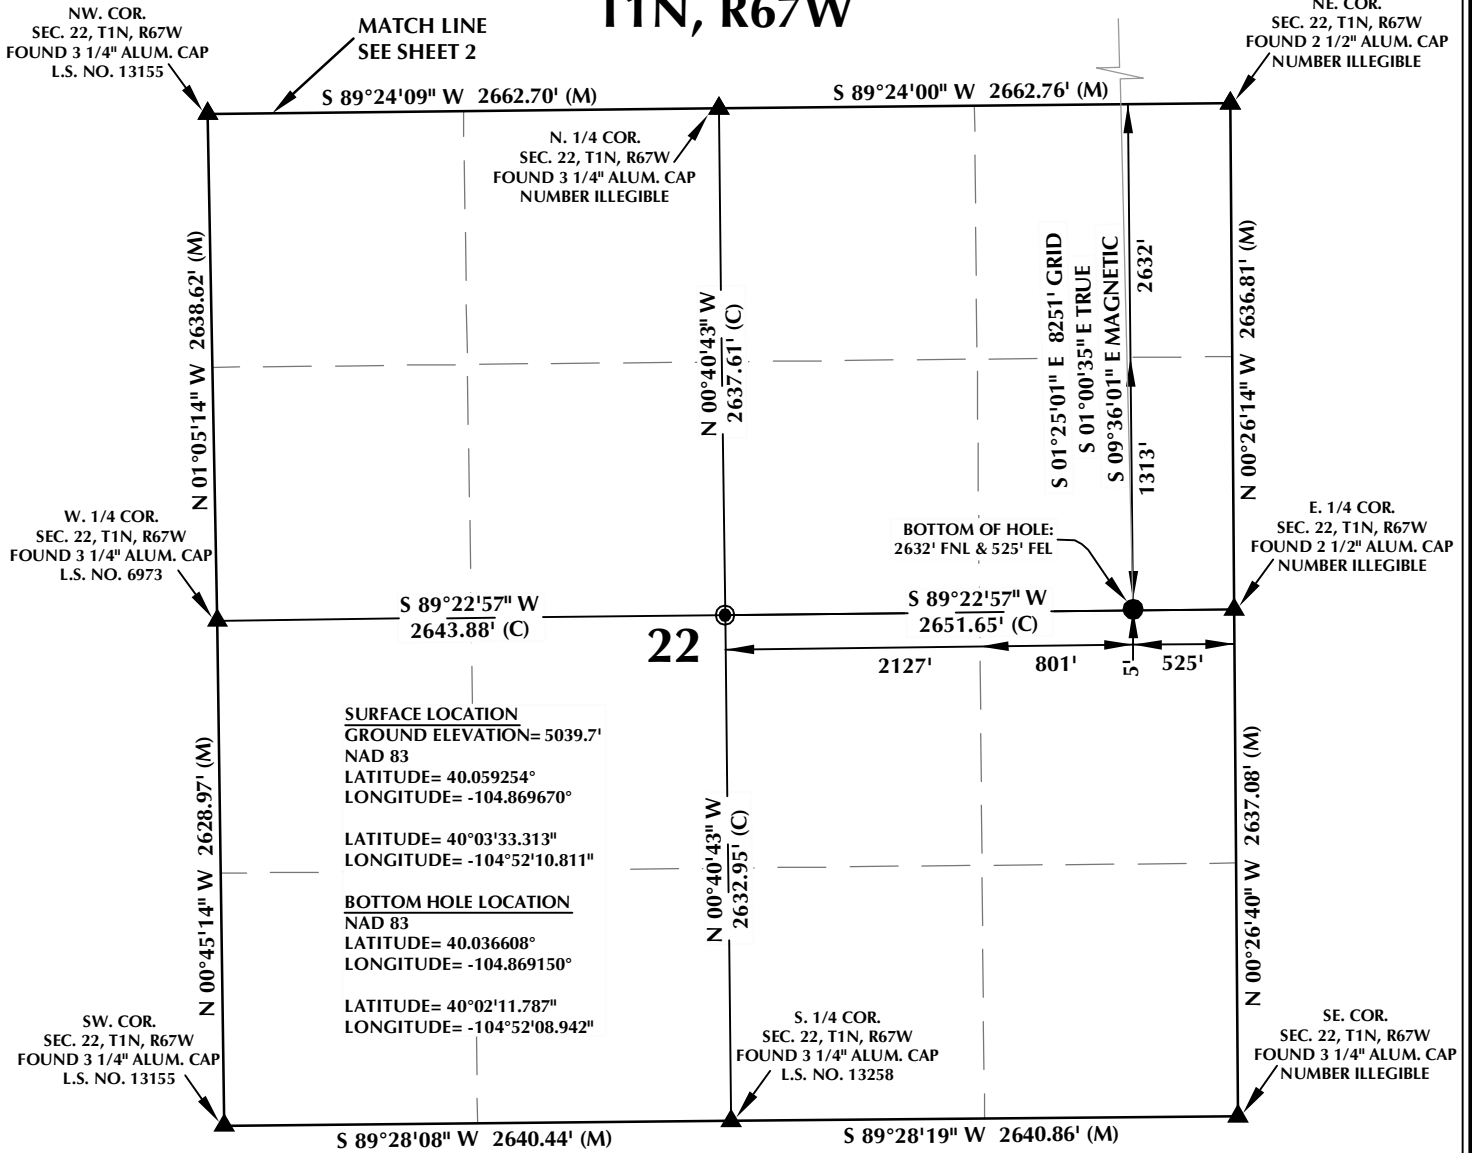 T1N, R67W
NW. COR.
SEC. 22, T1N, R67W
FOUND 3 1/4" ALUM. CAP
L.S. NO. 13155
MATCH LINE
SEE SHEET 2
NE. COR.
SEC. 22, T1N, R67W
FOUND 2 1/2" ALUM. CAP
NUMBER ILLEGIBLE
S 89°24'09" W 2662.70' (M)
S 89°24'00" W 2662.76' (M)
N. 1/4 COR.
SEC. 22, T1N, R67W
FOUND 3 1/4" ALUM. CAP
NUMBER ILLEGIBLE
N 01°05'14" W 2638.62' (M)
N 00°40'43" W
2637.61' (C)
S 01°25'01" E 8251' GRID
S 01°00'35" E TRUE
S 09°36'01" E MAGNETIC
2632'
1313'
N 00°26'14" W 2636.81' (M)
W. 1/4 COR.
SEC. 22, T1N, R67W
FOUND 3 1/4" ALUM. CAP
L.S. NO. 6973
BOTTOM OF HOLE:
2632' FNL & 525' FEL
E. 1/4 COR.
SEC. 22, T1N, R67W
FOUND 2 1/2" ALUM. CAP
NUMBER ILLEGIBLE
S 89°22'57" W
2643.88' (C)
S 89°22'57" W
2651.65' (C)
22
2127'
801'
5'
525'
SURFACE LOCATION
GROUND ELEVATION= 5039.7'
NAD 83
LATITUDE= 40.059254°
LONGITUDE= -104.869670°
LATITUDE= 40°03'33.313"
LONGITUDE= -104°52'10.811"
BOTTOM HOLE LOCATION
NAD 83
LATITUDE= 40.036608°
LONGITUDE= -104.869150°
LATITUDE= 40°02'11.787"
LONGITUDE= -104°52'08.942"
N 00°45'14" W 2628.97' (M)
N 00°40'43" W
2632.95' (C)
N 00°26'40" W 2637.08' (M)
SW. COR.
SEC. 22, T1N, R67W
FOUND 3 1/4" ALUM. CAP
L.S. NO. 13155
S. 1/4 COR.
SEC. 22, T1N, R67W
FOUND 3 1/4" ALUM. CAP
L.S. NO. 13258
SE. COR.
SEC. 22, T1N, R67W
FOUND 3 1/4" ALUM. CAP
NUMBER ILLEGIBLE
S 89°28'08" W 2640.44' (M)
S 89°28'19" W 2640.86' (M)